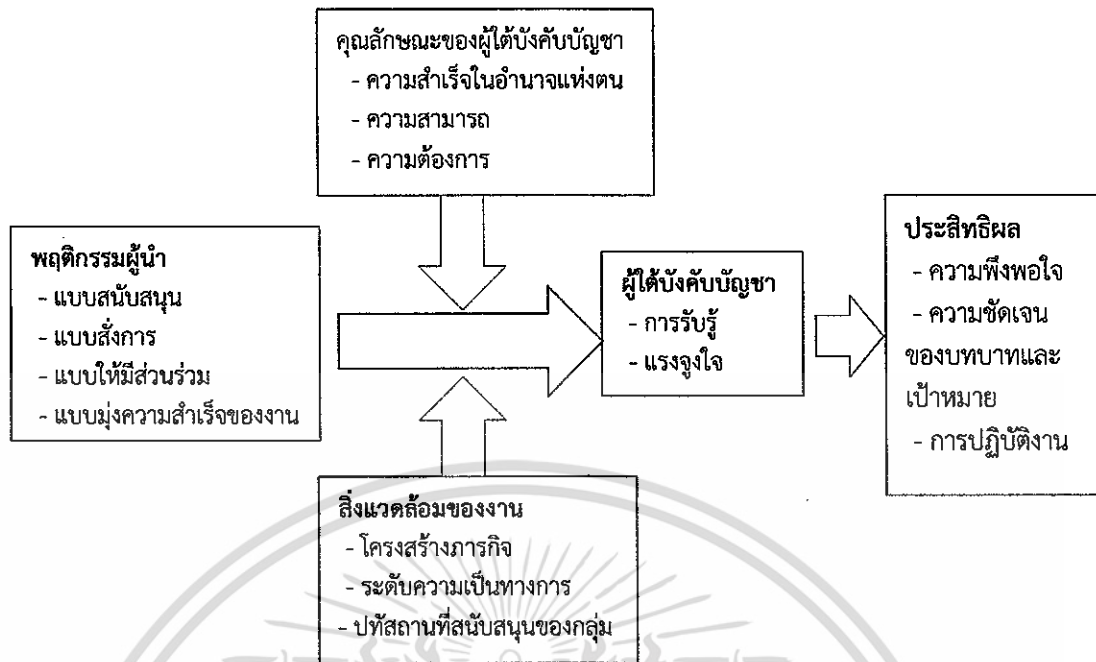 คุณลักษณะของผู้ใต้บังคับบัญชา
- ความสำเร็จในอำนาจแห่งตน
- ความสามารถ
- ความต้องการ
พฤติกรรมผู้นำ
- แบบสนับสนุน
- แบบสั่งการ
- แบบให้มีส่วนร่วม
- แบบมุ่งความสำเร็จของงาน
ผู้ใต้บังคับบัญชา
- การรับรู้
- แรงจูงใจ
ประสิทธิผล
- ความพึงพอใจ
- ความชัดเจน
ของบทบาทและ
เป้าหมาย
- การปฏิบัติงาน
สิ่งแวดล้อมของงาน
- โครงสร้างภารกิจ
- ระดับความเป็นทางการ
- ปทัสถานที่สนับสนุนของกลุ่ม